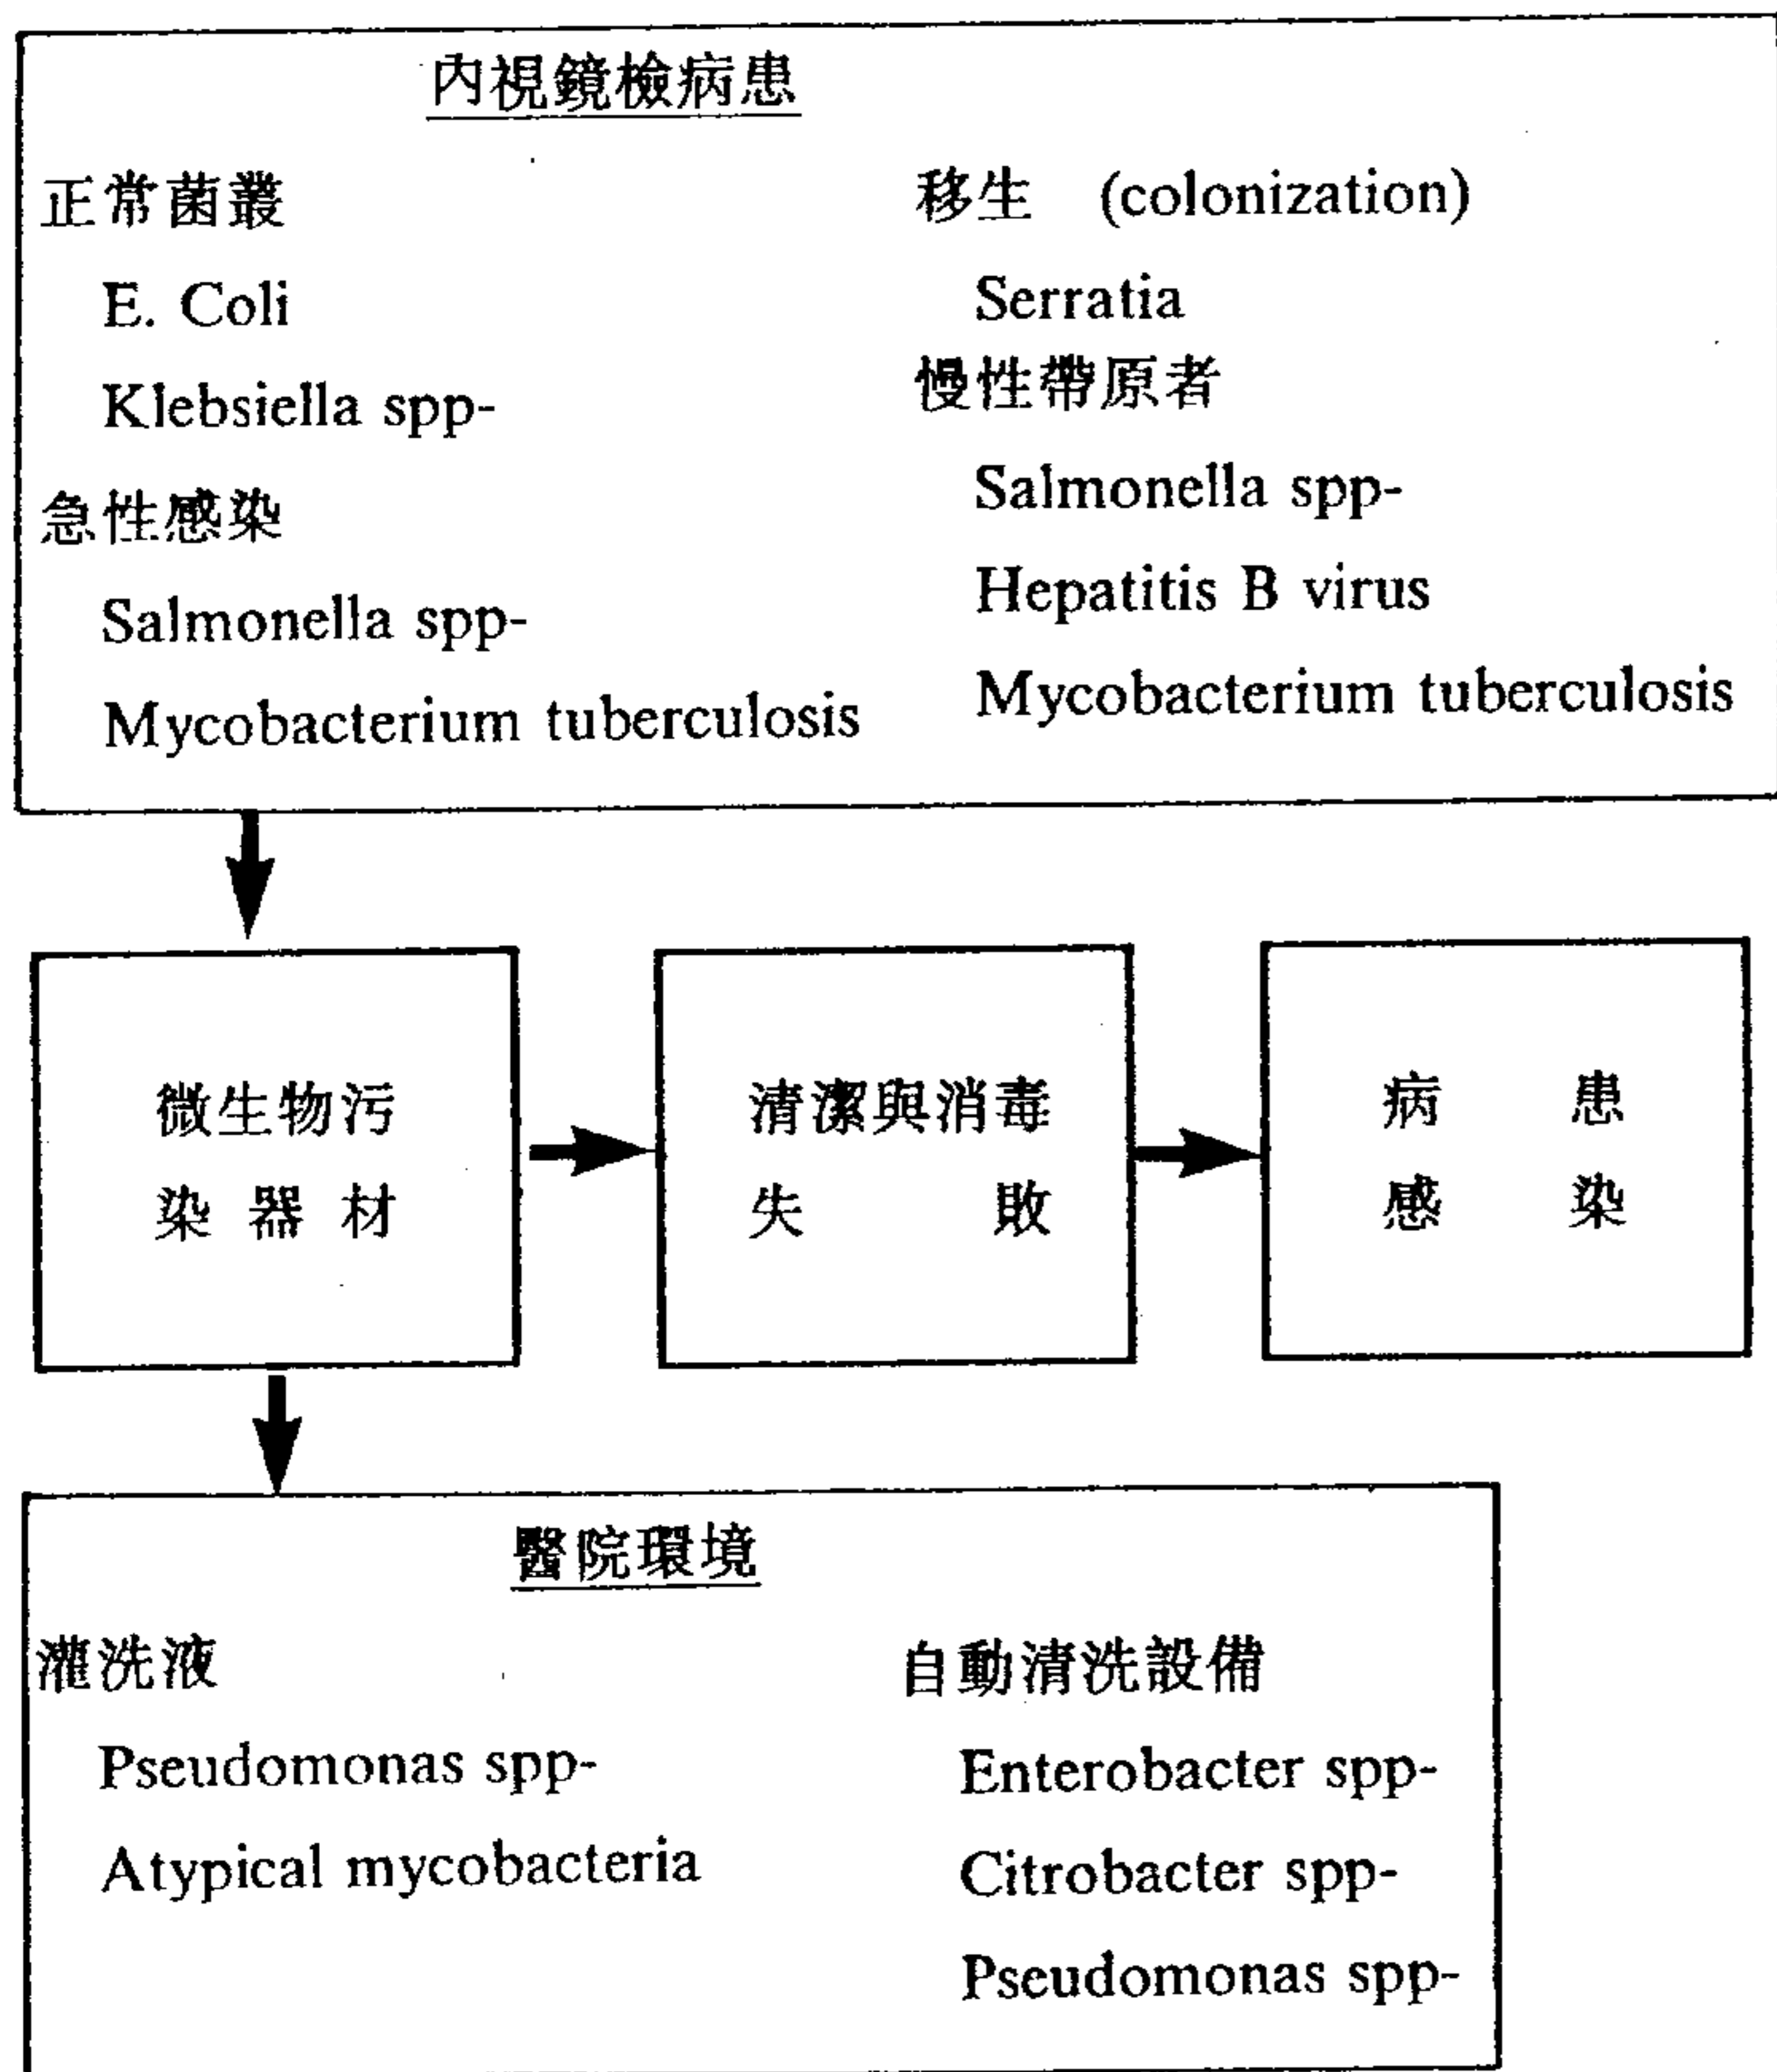 內視鏡檢病患
正常菌叢
E. Coli
Klebsiella spp-
急性感染
Salmonella spp-
Mycobacterium tuberculosis
移生 (colonization)
Serratia
慢性帶原者
Salmonella spp-
Hepatitis B virus
Mycobacterium tuberculosis
微生物污
染器材
清潔與消毒
失敗
病患
感染
醫院環境
灌洗液
Pseudomonas spp-
Atypical mycobacteria
自動清洗設備
Enterobacter spp-
Citrobacter spp-
Pseudomonas spp-